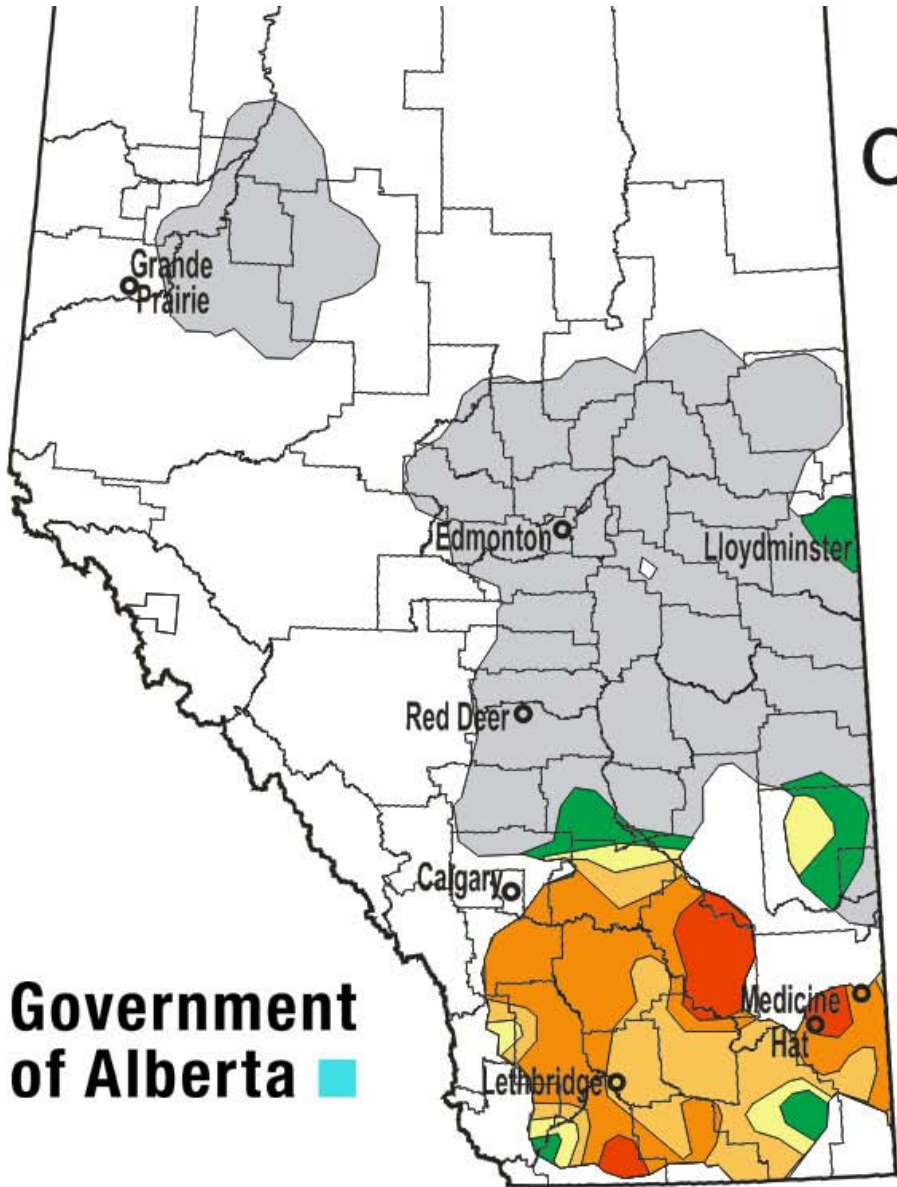 C
Grande
Prairie
Edmonton
Lloydminster
Red Deer
Calgary
Medicine
Hat
Lethbridge
Government
of Alberta